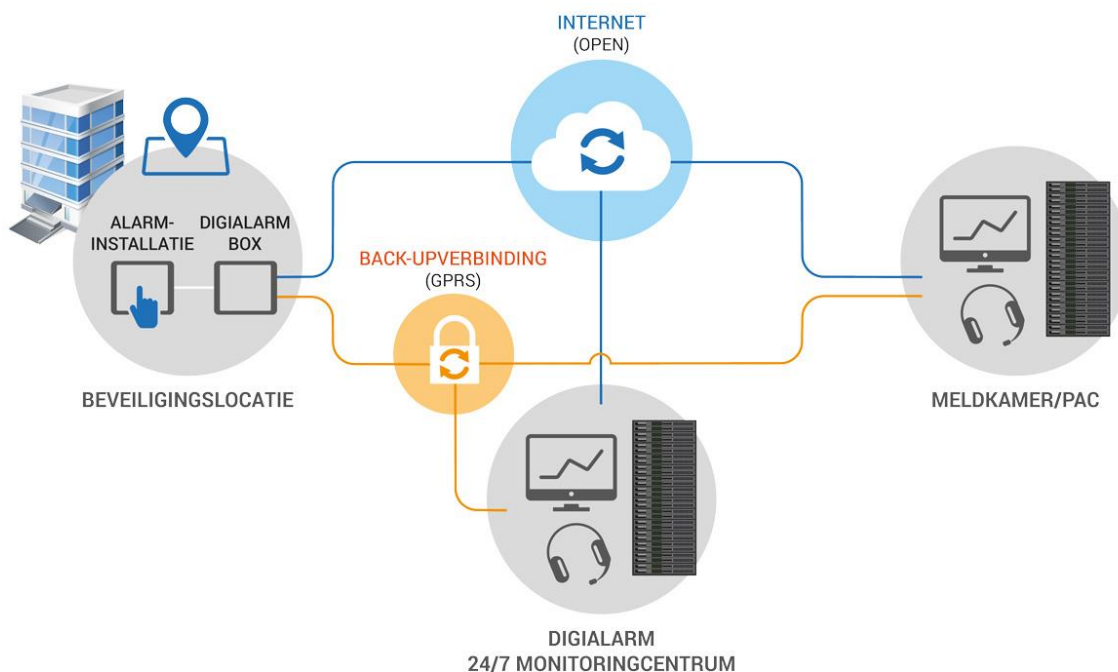 INTERNET
(OPEN)
ALARM-
INSTALLATIE
DIGIALARM
BOX
BACK-UPVERBINDING
(GPRS)
BEVEILIGINGSLOCATIE
MELDKAMER/PAC
DIGIALARM
24/7 MONITORINGCENTRUM